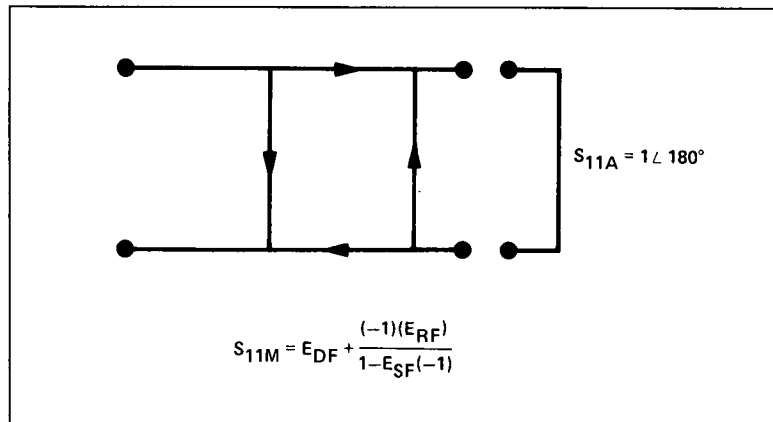 S11A = 1∠ 180°
S11M = EDF + (−1)(ERF) / 1−ESF(−1)